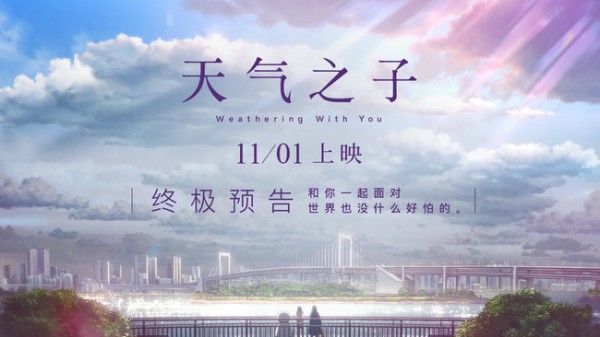 天气之子
Weathering With You
11/01 上映
终极预告
和你一起面对
世界也没什么好怕的。